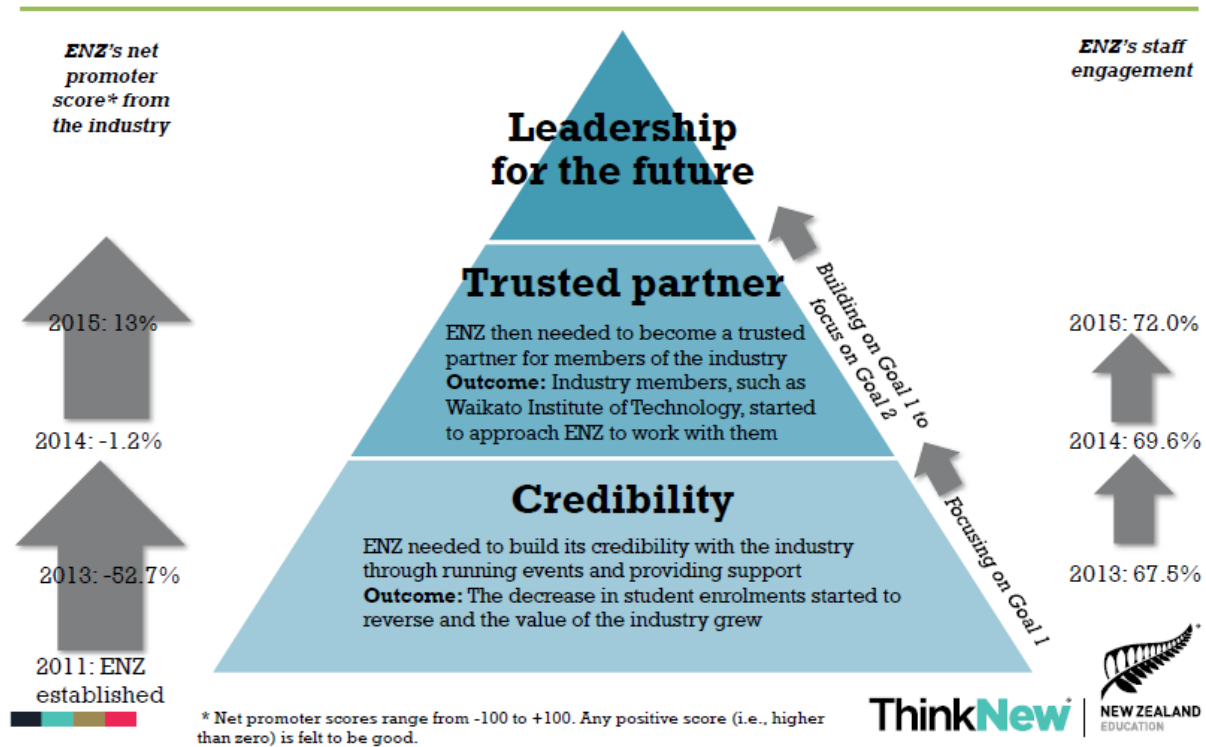 ENZ's net
promoter
score* from
the industry
2015: 13%
2014: -1.2%
2013: -52.7%
2011: ENZ
established
Leadership
for the future
Trusted partner
ENZ then needed to become a trusted
partner for members of the industry
Outcome: Industry members, such as
Waikato Institute of Technology, started
to approach ENZ to work with them
Credibility
ENZ needed to build its credibility with the industry
through running events and providing support
Outcome: The decrease in student enrolments started to
reverse and the value of the industry grew
Building on Goal 1 to
focus on Goal 2
Focusing on Goal 1
ENZ's staff
engagement
2015: 72.0%
2014: 69.6%
2013: 67.5%
* Net promoter scores range from -100 to +100. Any positive score (i.e., higher
than zero) is felt to be good.
ThinkNew
NEW ZEALAND
EDUCATION